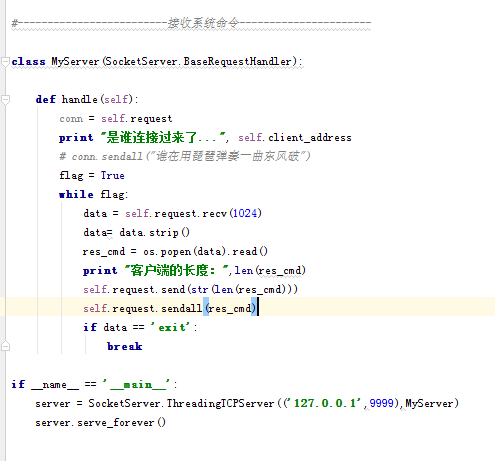 #------------------------接收系统命令---------------------
class MyServer(SocketServer.BaseRequestHandler):
    def handle(self):
        conn = self.request
        print "是谁连接过来了...", self.client_address
        # conn.sendall("谁在用琵琶弹奏一曲东风破")
        flag = True
        while flag:
            data = self.request.recv(1024)
            data= data.strip()
            res_cmd = os.popen(data).read()
            print "客户端的长度：",len(res_cmd)
            self.request.send(str(len(res_cmd)))
            self.request.sendall(res_cmd)
            if data == 'exit':
                break
if __name__ == '__main__':
    server = SocketServer.ThreadingTCPServer(('127.0.0.1',9999),MyServer)
    server.serve_forever()